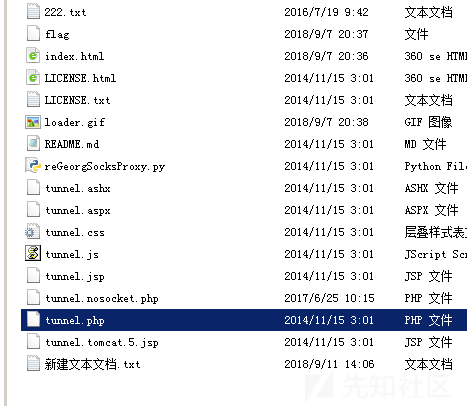 222.txt 2016/7/19 9:42 文本文档
flag 2018/9/7 20:37 文件
index.html 2018/9/7 20:36 360 se HTM
LICENSE.html 2014/11/15 3:01 360 se HTM
LICENSE.txt 2014/11/15 3:01 文本文档
loader.gif 2018/9/7 20:38 GIF 图像
README.md 2014/11/15 3:01 MD 文件
reGeorgSocksProxy.py 2014/11/15 3:01 Python File
tunnel.ashx 2014/11/15 3:01 ASHX 文件
tunnel.aspx 2014/11/15 3:01 ASPX 文件
tunnel.css 2014/11/15 3:01 层叠样式表
tunnel.js 2014/11/15 3:01 JScript Scr
tunnel.jsp 2014/11/15 3:01 JSP 文件
tunnel.nosocket.php 2017/6/25 10:15 PHP 文件
tunnel.php 2014/11/15 3:01 PHP 文件
tunnel.tomcat.5.jsp 2014/11/15 3:01 JSP 文件
新建文本文档.txt 2018/9/11 14:06 文本文档
先知社区